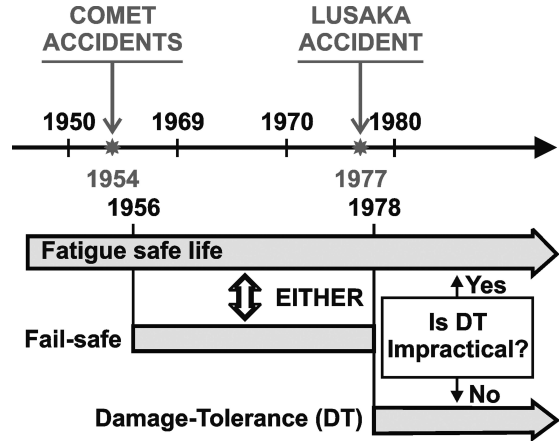 COMET
ACCIDENTS
LUSAKA
ACCIDENT
1950
1969
1970
1980
1954
1977
1956
1978
Fatigue safe life
EITHER
Yes
Fail-safe
Is DT
Impractical?
No
Damage-Tolerance (DT)